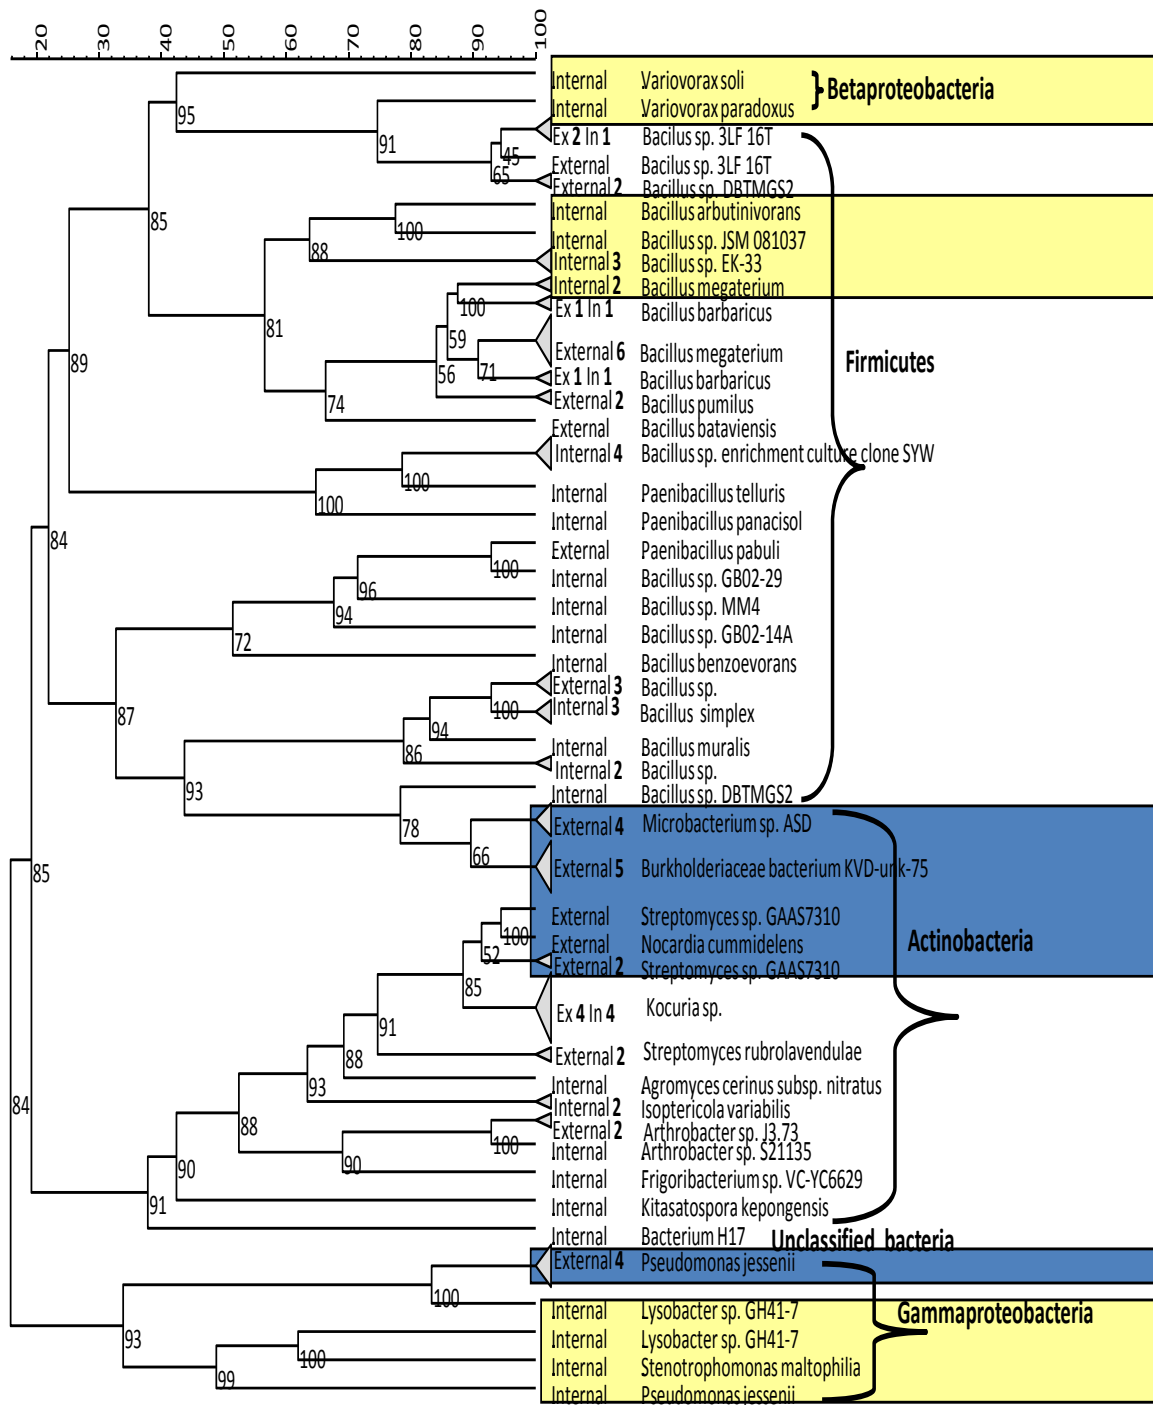 20 30 40 50 60 70 80 90 100
Internal Variovorax soli
Betaproteobacteria
95
Internal Variovorax paradoxus
91
Ex 2 In 1 Bacilus sp. 3LF 16T
45
External Bacilus sp. 3LF 16T
65
External 2 Bacillus sp. DBTMGS2
85
Internal Bacillus arbutinivorans
100
Internal Bacillus sp. JSM 081037
88
Internal 3 Bacillus sp. EK-33
Internal 2 Bacillus megaterium
100
Ex 1 In 1 Bacillus barbaricus
81
59
External 6 Bacillus megaterium
Firmicutes
89
56
71
Ex 1 In 1 Bacillus barbaricus
74
External 2 Bacillus pumilus
External Bacillus bataviensis
Internal 4 Bacillus sp. enrichment culture clone SYW
100
Internal Paenibacillus telluris
100
Internal Paenibacillus panacisol
84
External Paenibacillus pabuli
100
Internal Bacillus sp. GB02-29
96
Internal Bacillus sp. MM4
94
Internal Bacillus sp. GB02-14A
72
Internal Bacillus benzoevorans
External 3 Bacillus sp.
87
100
Internal 3 Bacillus simplex
94
Internal Bacillus muralis
86
Internal 2 Bacillus sp.
93
Internal Bacillus sp. DBTMGS2
78
External 4 Microbacterium sp. ASD
66
85
External 5 Burkholderiaceae bacterium KVD-unk-75
External Streptomyces sp. GAAS7310
100
External Nocardia cummidelens
Actinobacteria
52
External 2 Streptomyces sp. GAAS7310
85
Ex 4 In 4 Kocuria sp.
91
External 2 Streptomyces rubrolavendulae
88
Internal Agromyces cerinus subsp. nitratus
93
Internal 2 Isoptericola variabilis
84
88
External 2 Arthrobacter sp. J3.73
100
Internal Arthrobacter sp. S21135
90
90
Internal Frigoribacterium sp. VC-YC6629
91
Internal Kitasatospora kepongensis
Internal Bacterium H17
Unclassified bacteria
External 4 Pseudomonas jessenii
100
Internal Lysobacter sp. GH41-7
Gammaproteobacteria
93
Internal Lysobacter sp. GH41-7
100
Internal Stenotrophomonas maltophilia
99
Internal Pseudomonas jessenii